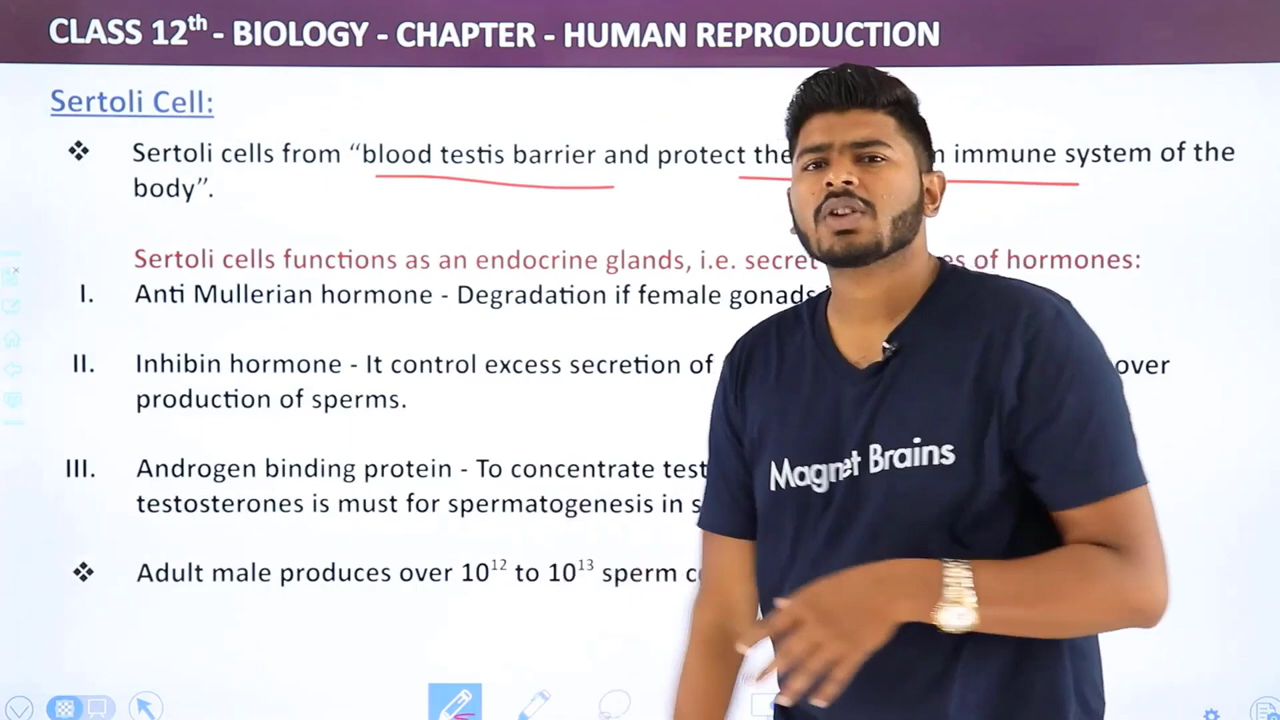 CLASS 12th - BIOLOGY - CHAPTER - HUMAN REPRODUCTION
Sertoli Cell:
❖ Sertoli cells from “blood testis barrier and protect the immune system of the
body”.
Sertoli cells functions as an endocrine glands, i.e. secret of hormones:
I. Anti Mullerian hormone - Degradation if female gonads
II. Inhibin hormone - It control excess secretion of over
production of sperms.
III. Androgen binding protein - To concentrate
testosterones is must for spermatogenesis in
❖ Adult male produces over 10¹² to 10¹³ sperm
Magnet Brains